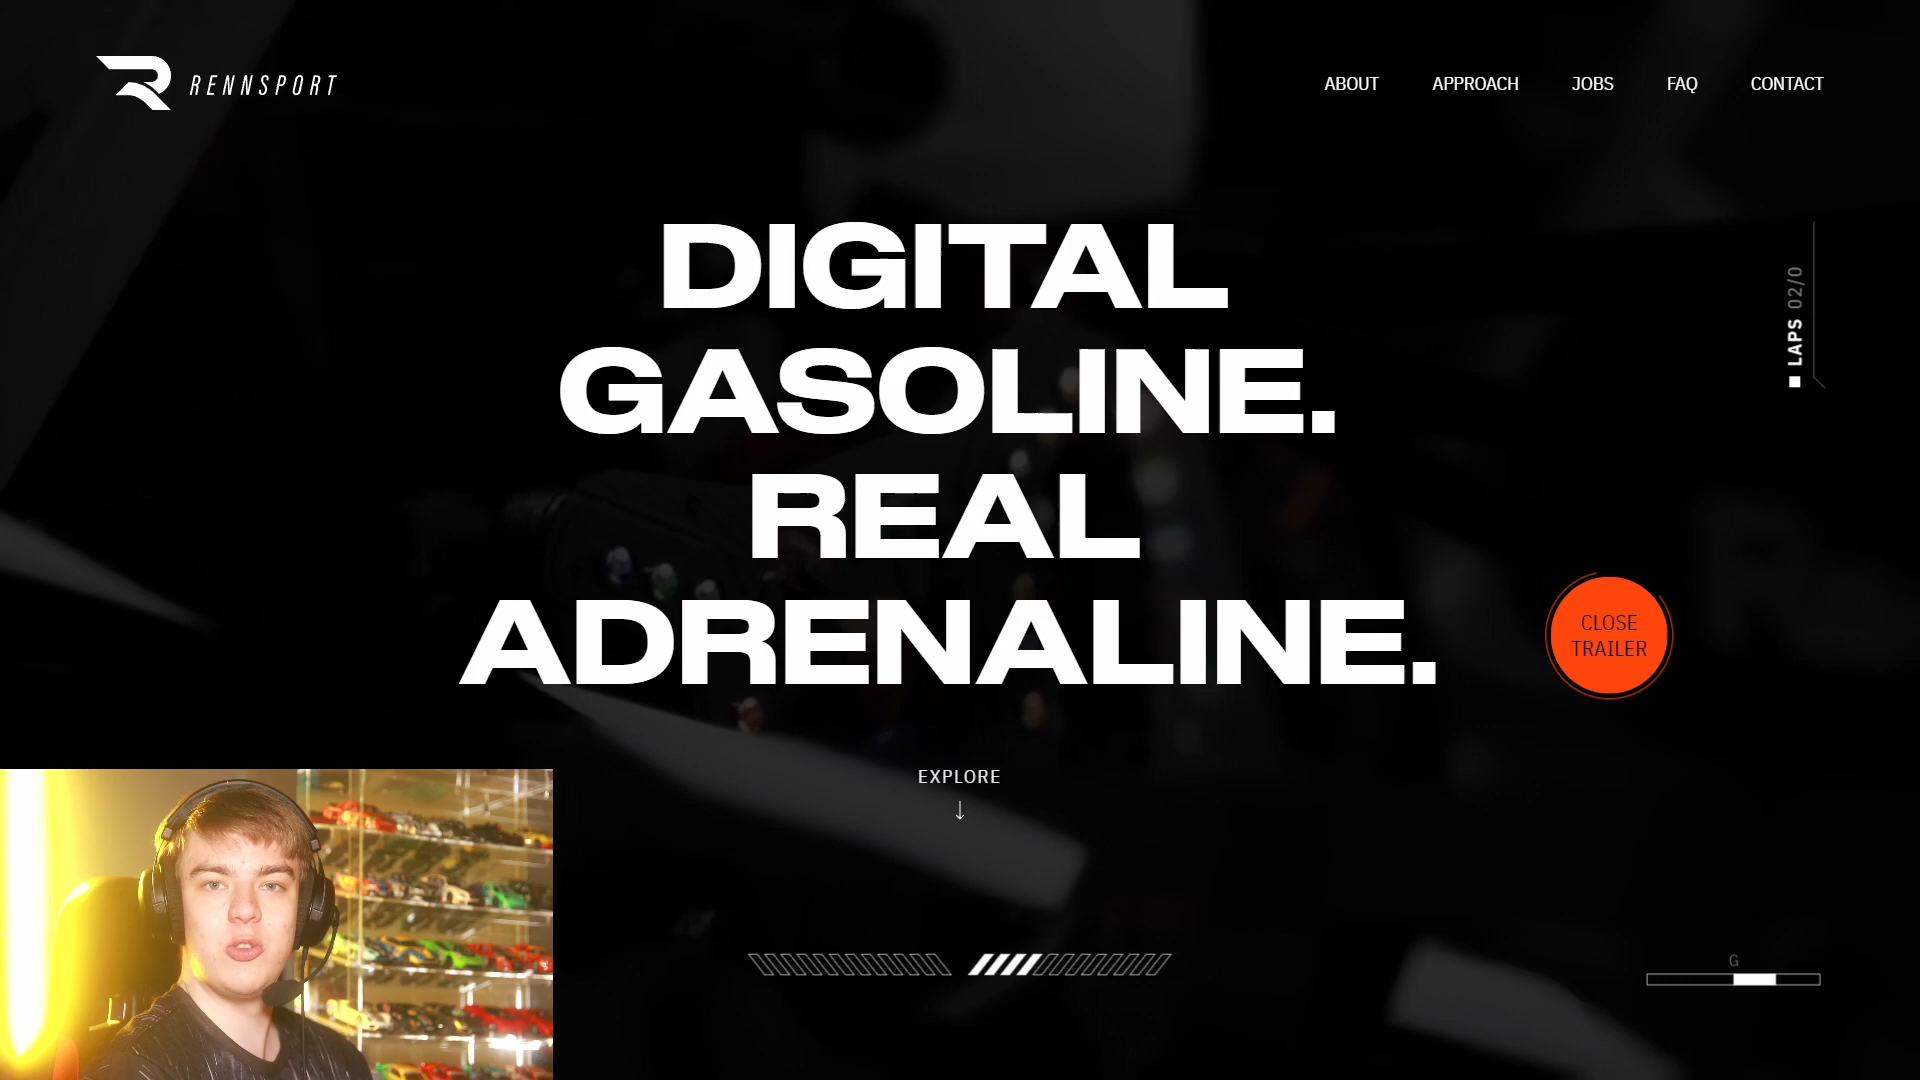 RENNSPORT
ABOUT APPROACH JOBS FAQ CONTACT
DIGITAL
GASOLINE.
REAL
ADRENALINE.
LAPS 02/0
CLOSE
TRAILER
EXPLORE
G